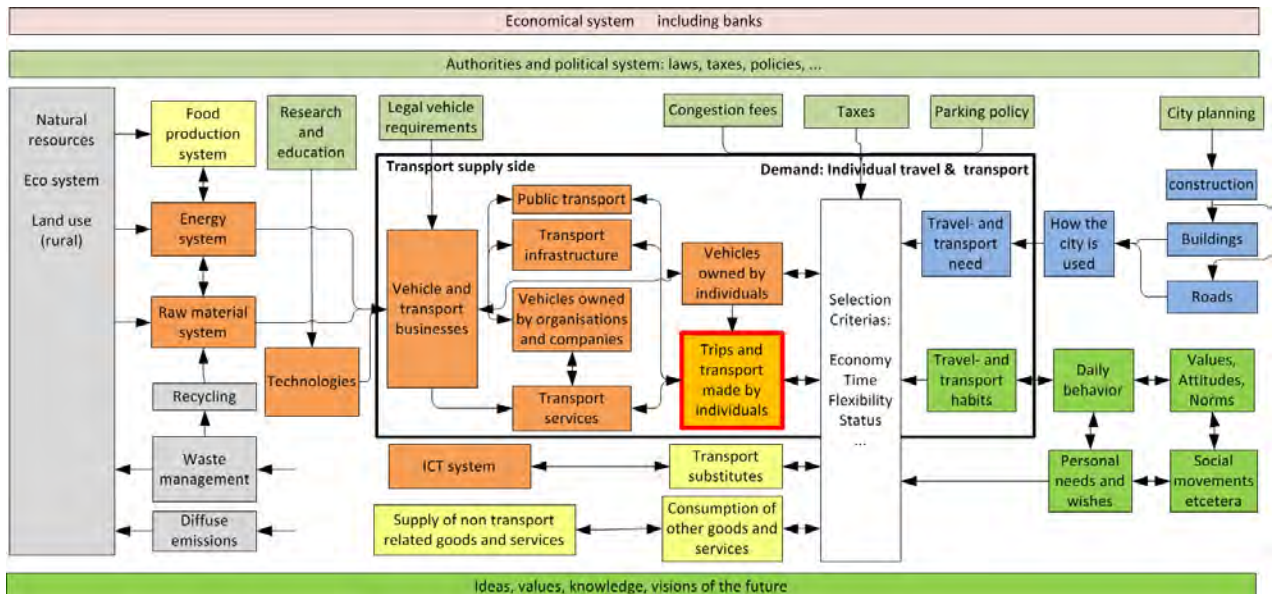 Economical system including banks
Authorities and political system: laws, taxes, policies, ...
Natural
resources
Eco system
Land use
(rural)
Food
production
system
Research
and
education
Legal vehicle
requirements
Congestion fees
Taxes
Parking policy
City planning
Transport supply side
Demand: Individual travel & transport
Energy
system
Raw material
system
Recycling
Waste
management
Diffuse
emissions
Technologies
Vehicle and
transport
businesses
Public transport
Transport
infrastructure
Vehicles owned
by organisations
and companies
Transport
services
Vehicles
owned by
individuals
Trips and
transport
made by
individuals
Selection
Criterias:
Economy
Time
Flexibility
Status
...
Travel- and
transport
need
How the
city is
used
construction
Buildings
Roads
Travel- and
transport
habits
Daily
behavior
Values,
Attitudes,
Norms
Personal
needs and
wishes
Social
movements
etcetera
ICT system
Transport
substitutes
Supply of non transport
related goods and services
Consumption of
other goods and
services
Ideas, values, knowledge, visions of the future